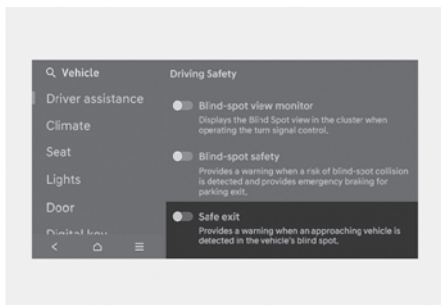 Vehicle
Driver assistance
Climate
Seat
Lights
Door
Digital key
Driving Safety
Blind-spot view monitor
Displays the Blind Spot view in the cluster when
operating the turn signal control.
Blind-spot safety
Provides a warning when a risk of blind-spot collision
is detected and provides emergency braking for
parking exit.
Safe exit
Provides a warning when an approaching vehicle is
detected in the vehicle's blind spot.